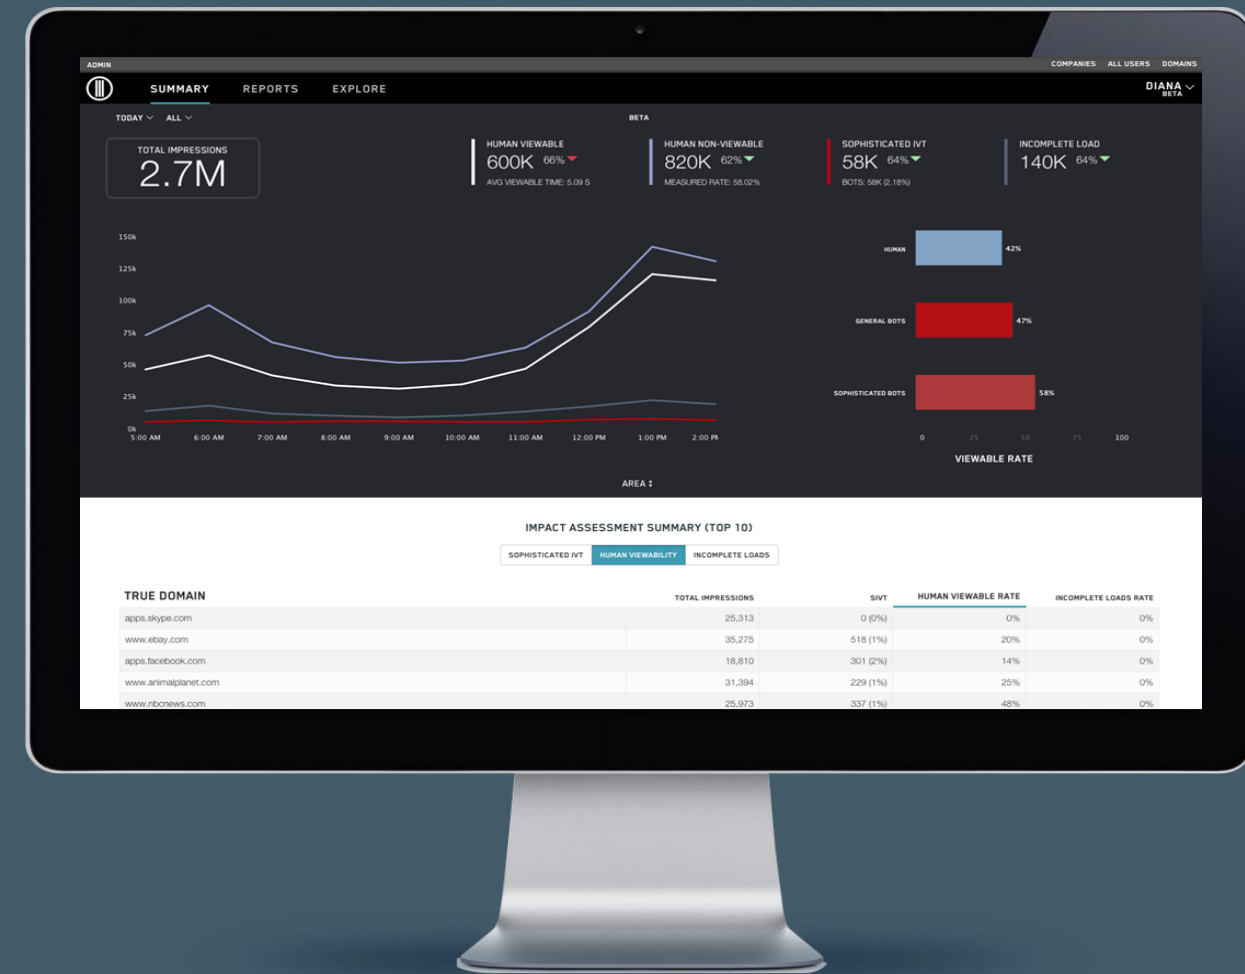 ADMIN
COMPANIES ALL USERS DOMAINS
SUMMARY REPORTS EXPLORE
DIANA
BETA
TODAY ALL
BETA
TOTAL IMPRESSIONS
2.7M
HUMAN VIEWABLE
600K 66%
AVG VIEWABLE TIME: 5.09 S
HUMAN NON-VIEWABLE
820K 62%
MEASURED RATE: 58.02%
SOPHISTICATED IVT
58K 64%
BOTS: 58K (2.18%)
INCOMPLETE LOAD
140K 64%
150k
125k
100k
75k
50k
25k
0k
5:00 AM 6:00 AM 7:00 AM 8:00 AM 9:00 AM 10:00 AM 11:00 AM 12:00 PM 1:00 PM 2:00 PM
HUMAN 42%
GENERAL BOTS 47%
SOPHISTICATED BOTS 58%
0 25 50 75 100
VIEWABLE RATE
AREA
IMPACT ASSESSMENT SUMMARY (TOP 10)
SOPHISTICATED IVT HUMAN VIEWABILITY INCOMPLETE LOADS
TRUE DOMAIN TOTAL IMPRESSIONS SIVT HUMAN VIEWABLE RATE INCOMPLETE LOADS RATE
apps.skype.com 25,313 0 (0%) 0% 0%
www.ebay.com 35,275 518 (1%) 20% 0%
apps.facebook.com 18,810 301 (2%) 14% 0%
www.animalplanet.com 31,394 229 (1%) 25% 0%
www.nbcnews.com 25,973 337 (1%) 48% 0%